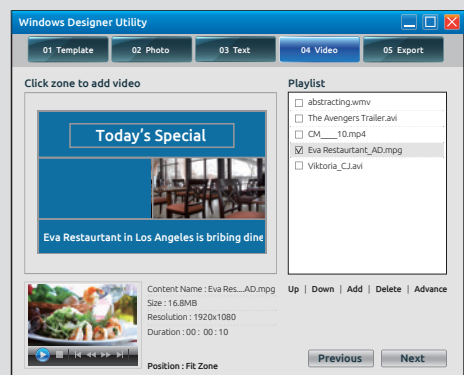 Windows Designer Utility
01 Template
02 Photo
03 Text
04 Video
05 Export
Click zone to add video
Today's Special
Eva Restaurtant in Los Angeles is bribing dine
Playlist
abstracting.wmv
The Avengers Trailer.avi
CM____10.mp4
Eva Restaurtant_AD.mpg
Viktoria_CJ.avi
Up | Down | Add | Delete | Advance
Content Name : Eva Res....AD.mpg
Size : 16.8MB
Resolution : 1920x1080
Duration : 00 : 00 : 10
Position : Fit Zone
Previous
Next